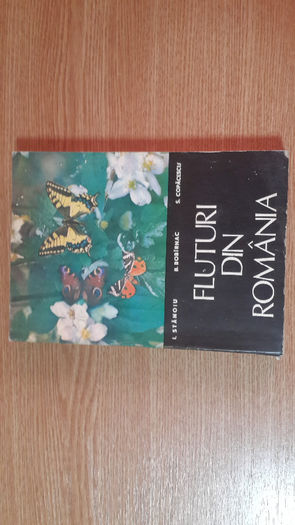 I. STĂNOIU B. BOBÎRNAC S. COPĂCESCU
FLUTURI
DIN
ROMÂNIA